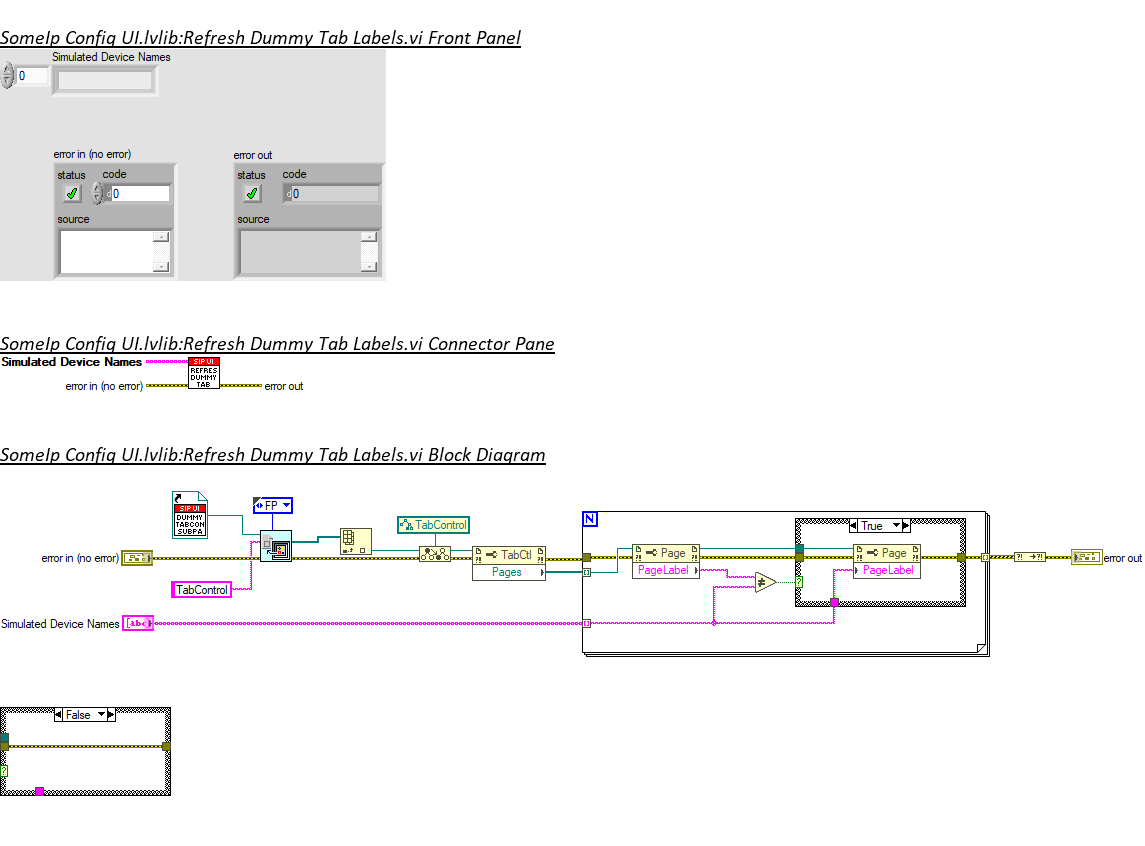 SomeIp Config UI.lvlib:Refresh Dummy Tab Labels.vi Front Panel
Simulated Device Names
0
error in (no error)
error out
status code
status code
d0
d0
source
source
SomeIp Config UI.lvlib:Refresh Dummy Tab Labels.vi Connector Pane
Simulated Device Names
SIP UI
REFRES
DUMMY
TAB
error in (no error)
error out
SomeIp Config UI.lvlib:Refresh Dummy Tab Labels.vi Block Diagram
SIP UI
DUMMY
TABCON
SUBPA
FP
TabControl
N
True
error in (no error)
TabCtl
Pages
Page
PageLabel
≠
?
Page
PageLabel
?! → ?!
error out
TabControl
Simulated Device Names
[abc]
False
?